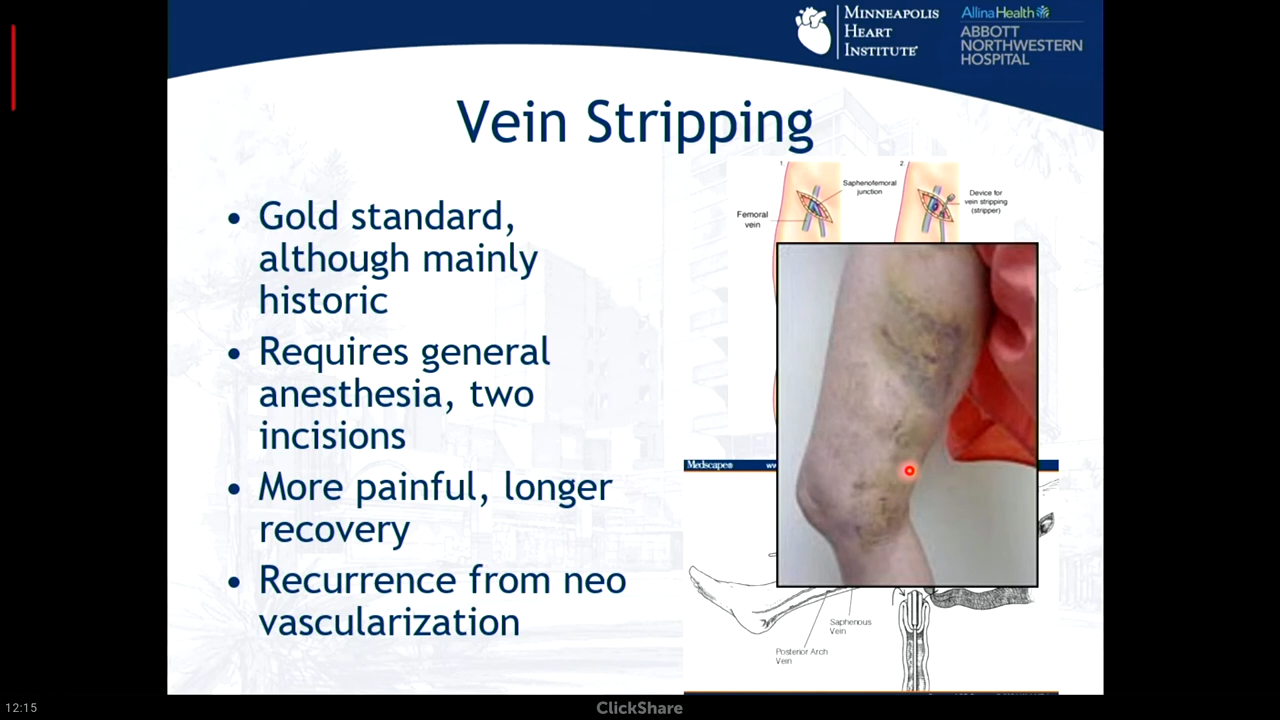 MINNEAPOLIS
HEART
INSTITUTE
AllinaHealth
ABBOTT
NORTHWESTERN
HOSPITAL
Vein Stripping
• Gold standard,
although mainly
historic
• Requires general
anesthesia, two
incisions
• More painful, longer
recovery
• Recurrence from neo
vascularization
1
2
Saphenofemoral
junction
Femoral
vein
Device for
vein stripping
(stripper)
Medscape®
Saphenous
Vein
Posterior Arch
Vein
12:15
ClickShare